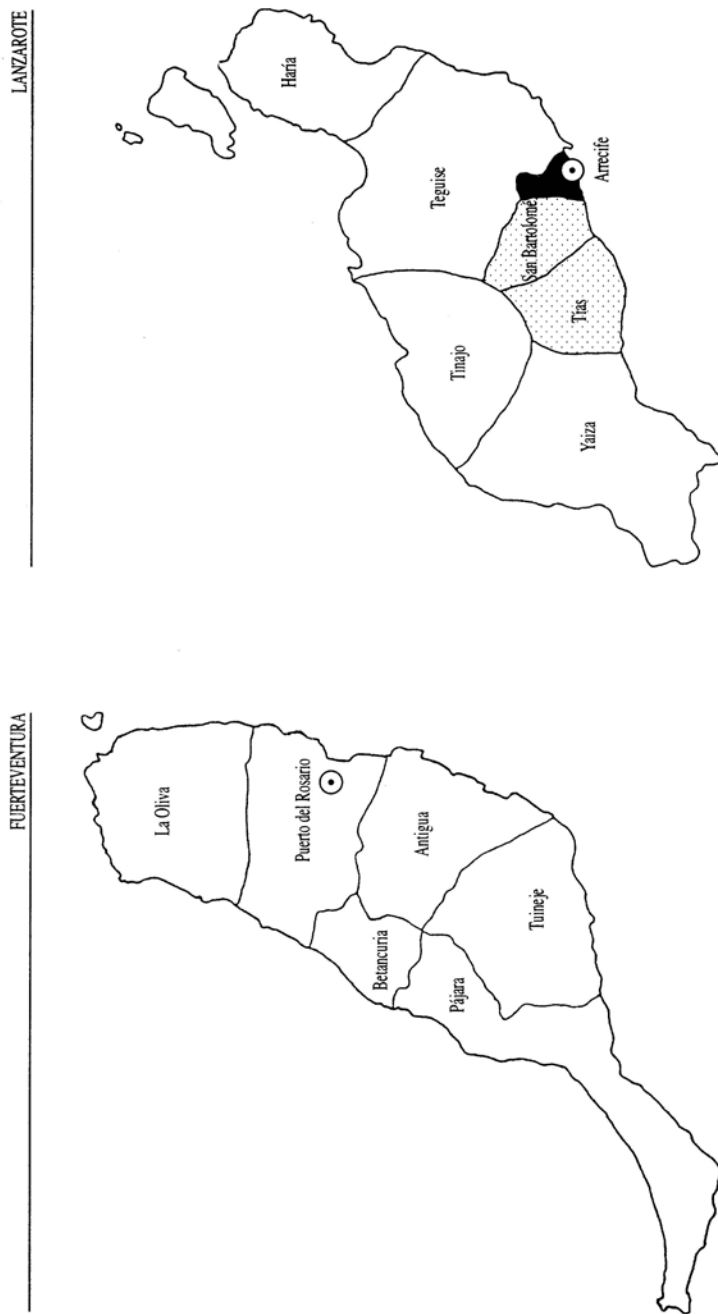 FUERTEVENTURA
La Oliva
Puerto del Rosario
Antigua
Betancuria
Tuineje
Pájara
LANZAROTE
Haría
Teguise
Tinajo
San Bartolomé
Arrecife
Tías
Yaiza